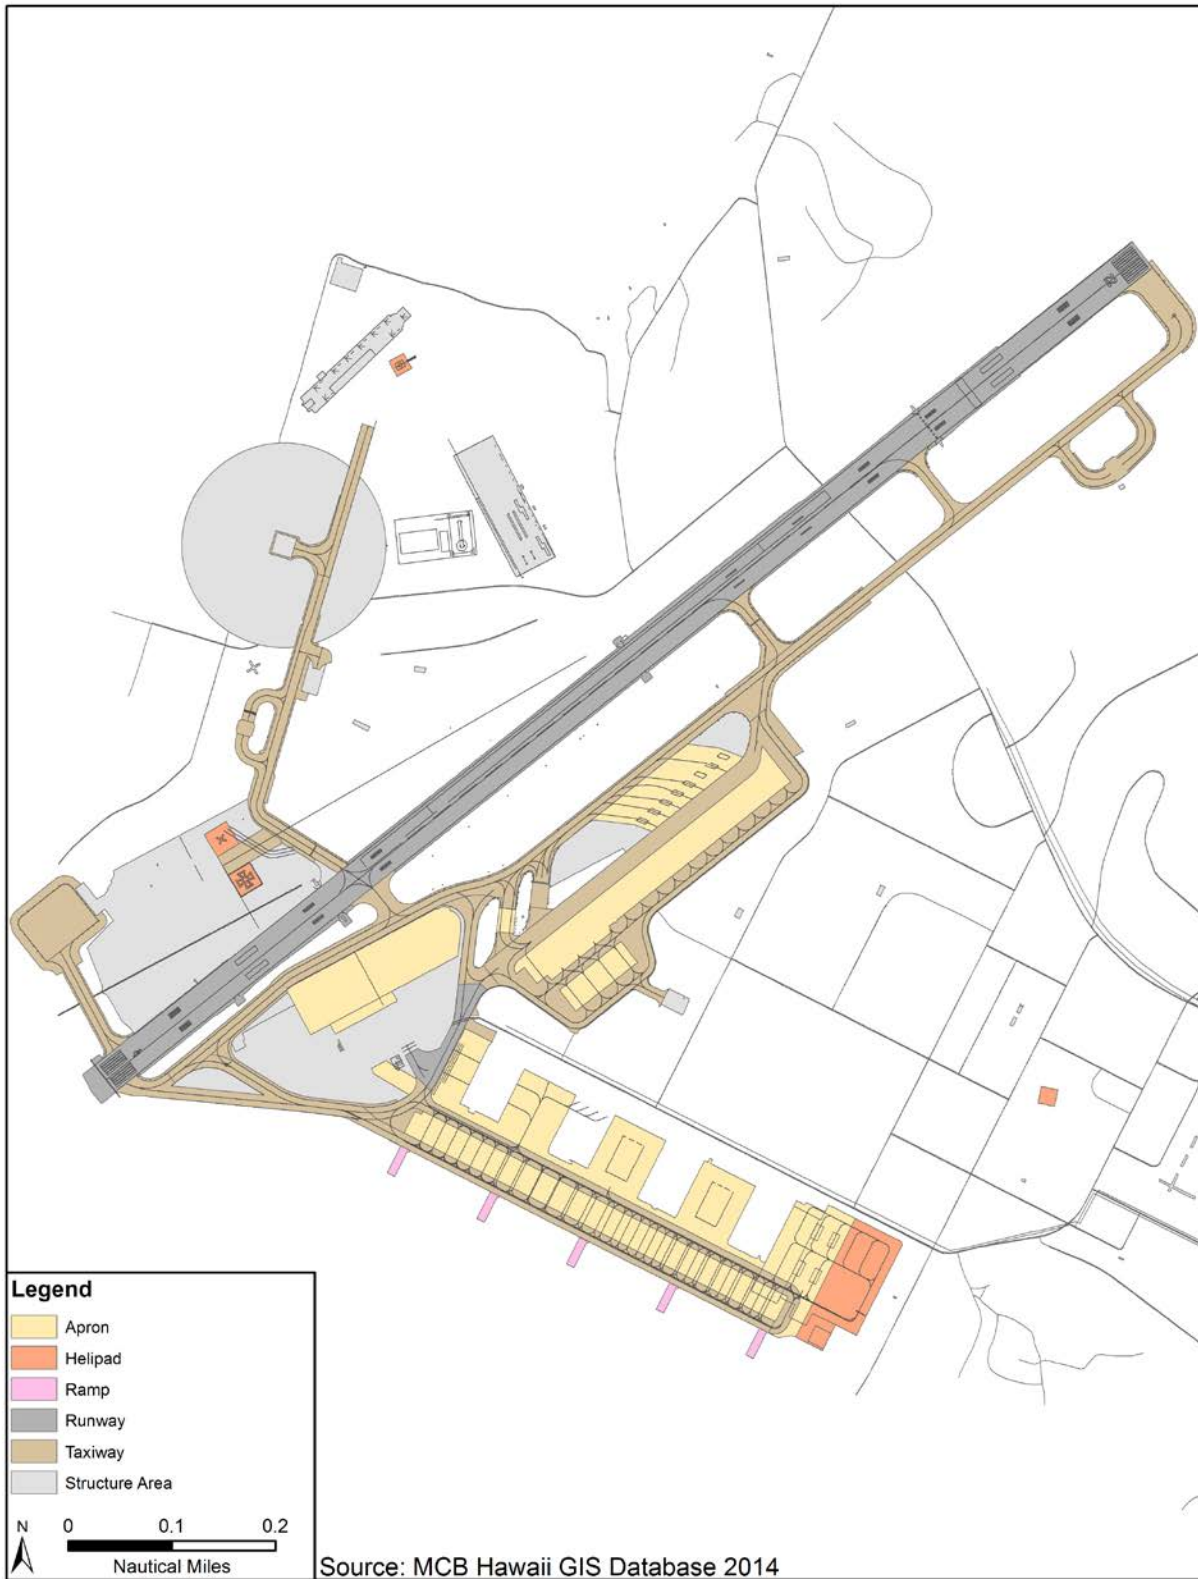 Legend
Apron
Helipad
Ramp
Runway
Taxiway
Structure Area
N
0 0.1 0.2
Nautical Miles
Source: MCB Hawaii GIS Database 2014